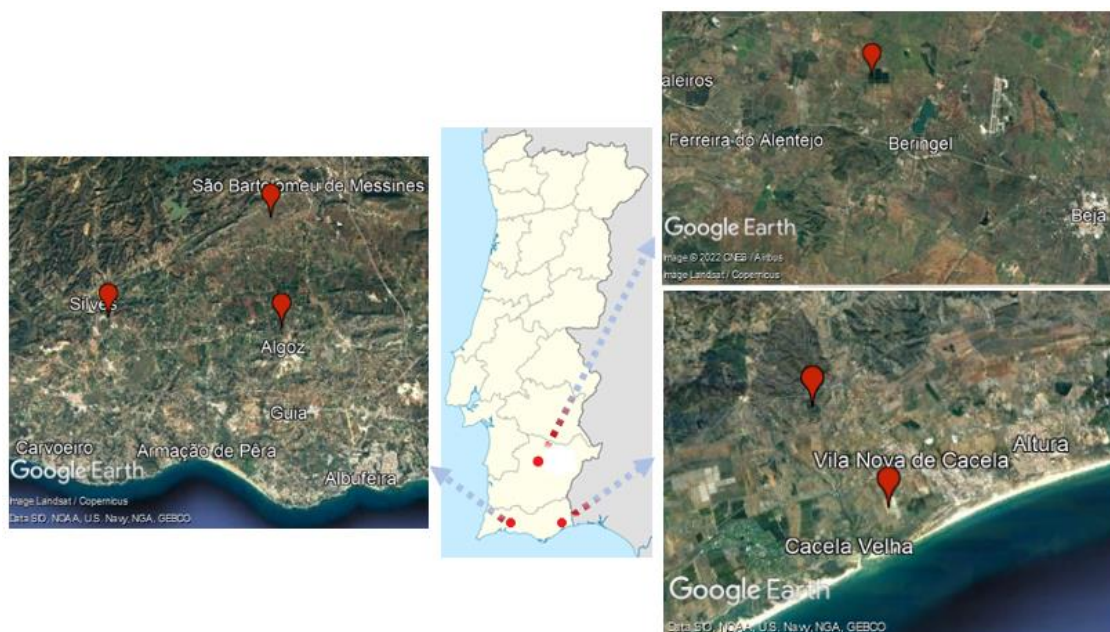 São Bartolomeu de Messines
Silves
Algoz
Guia
Carvoeiro
Armação de Pêra
Albufeira
Google Earth
Image Landsat / Copernicus
Data SIO, NOAA, U.S. Navy, NGA, GEBCO
aleiros
Ferreira do Alentejo
Beringel
Beja
Google Earth
Image © 2022 CNES / Airbus
Image Landsat / Copernicus
Altura
Vila Nova de Cacela
Cacela Velha
Google Earth
Data SIO, NOAA, U.S. Navy, NGA, GEBCO